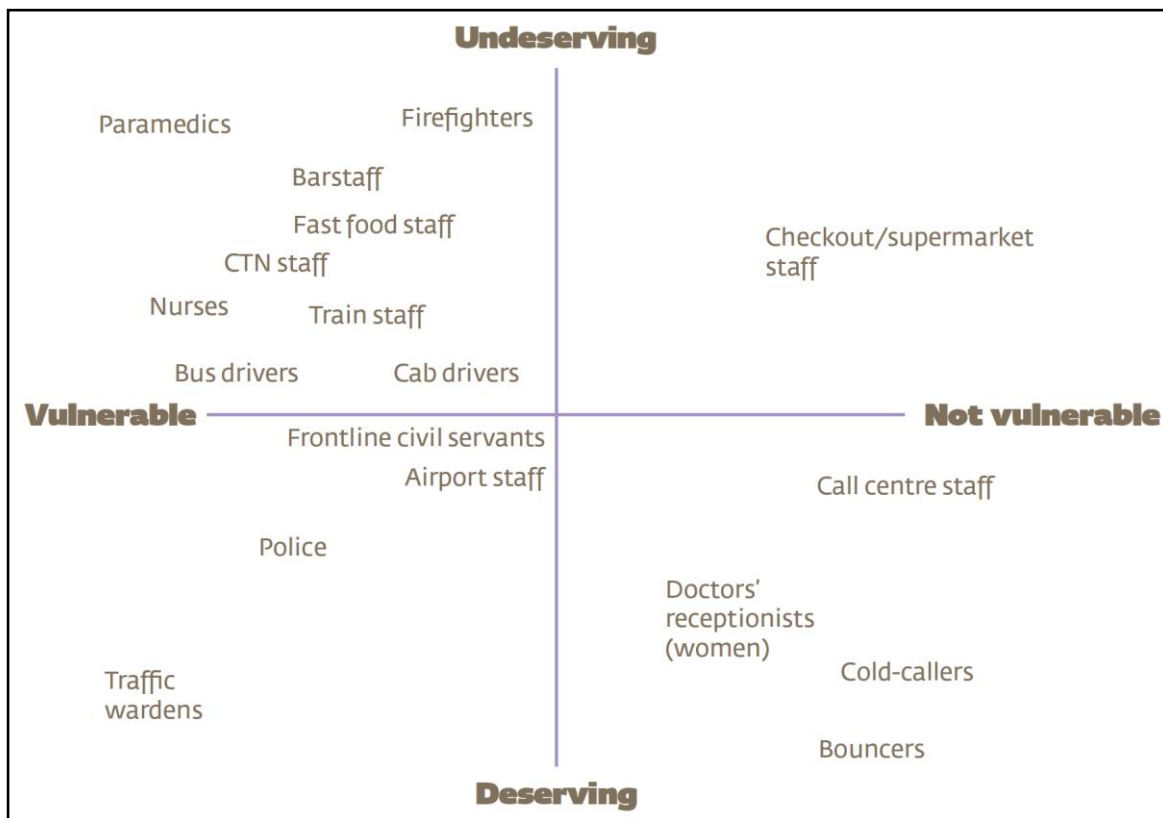 Undeserving
Paramedics
Firefighters
Barstaff
Fast food staff
Checkout/supermarket
staff
CTN staff
Nurses
Train staff
Bus drivers
Cab drivers
Vulnerable
Not vulnerable
Frontline civil servants
Airport staff
Call centre staff
Police
Doctors’
receptionists
(women)
Traffic
wardens
Cold-callers
Bouncers
Deserving